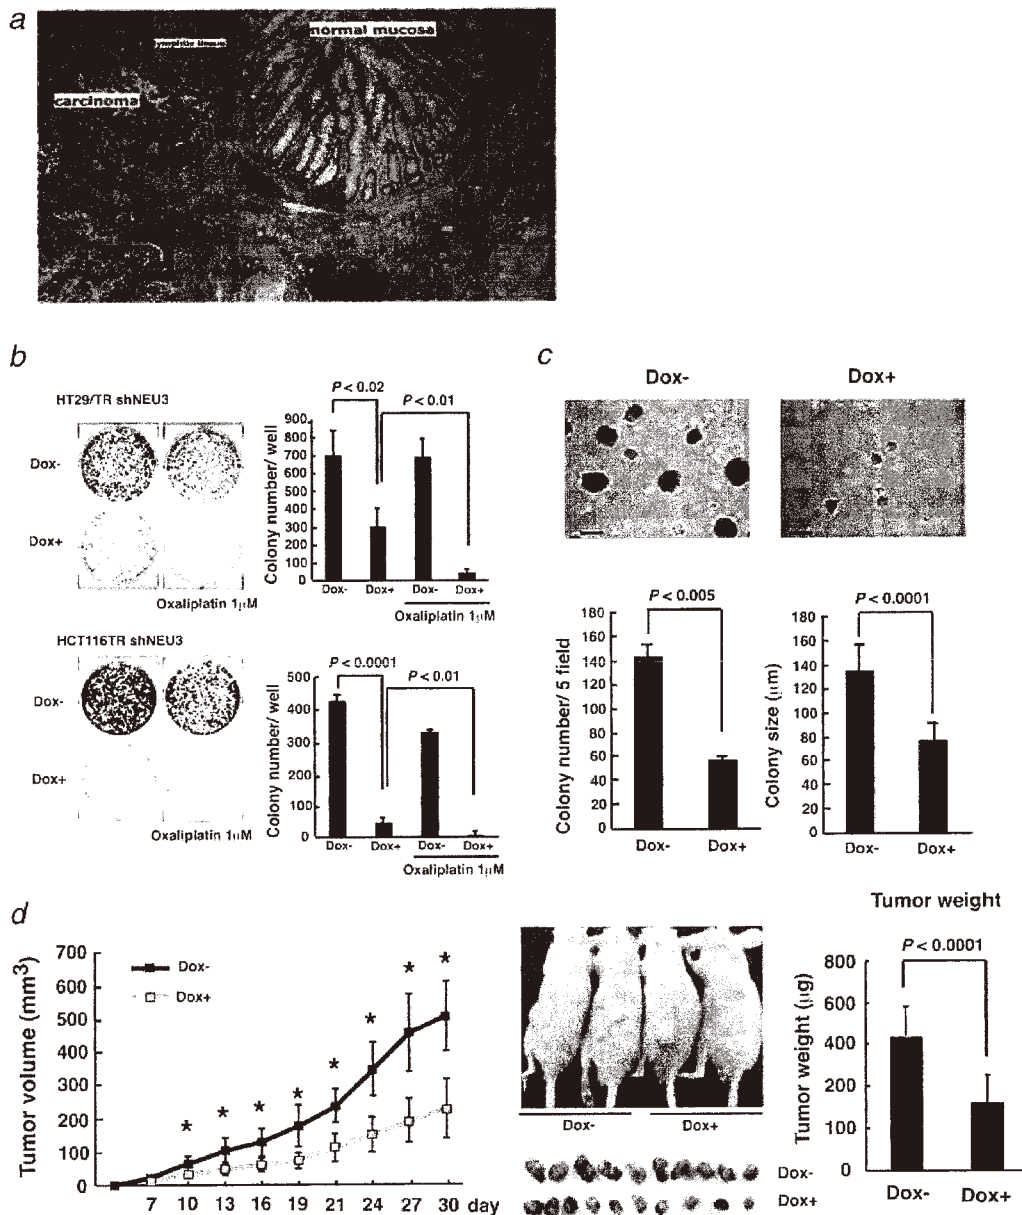 a
normal mucosa
carcinoma
b
HT29/TR shNEU3
Dox-
Dox+
Oxaliplatin 1μM
P < 0.02
P < 0.01
Colony number/ well
900
800
700
600
500
400
300
200
100
0
Dox- Dox+ Dox- Dox+
Oxaliplatin 1μM
HCT116TR shNEU3
Dox-
Dox+
Oxaliplatin 1μM
P < 0.0001
P < 0.01
Colony number/ well
500
400
300
200
100
0
Dox- Dox+ Dox- Dox+
Oxaliplatin 1μM
c
Dox- Dox+
P < 0.005
Colony number/ 5 field
180
160
140
120
100
80
60
40
20
0
Dox- Dox+
P < 0.0001
Colony size (μm)
180
160
140
120
100
80
60
40
20
0
Dox- Dox+
d
Tumor volume (mm³)
700
600
500
400
300
200
100
0
Dox-
Dox+
* * * * * * * *
7 10 13 16 19 21 24 27 30 day
Dox- Dox+
Dox-
Dox+
Tumor weight
P < 0.0001
Tumor weight (μg)
800
600
400
200
0
Dox- Dox+